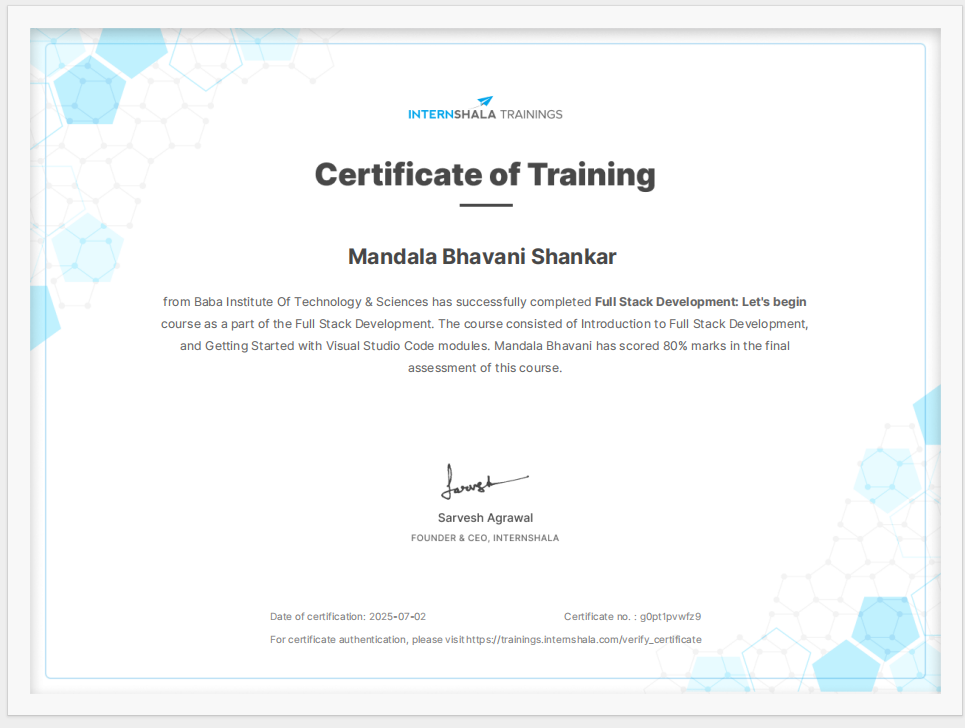 INTERNSHALA TRAININGS
Certificate of Training
Mandala Bhavani Shankar
from Baba Institute Of Technology & Sciences has successfully completed Full Stack Development: Let's begin
course as a part of the Full Stack Development. The course consisted of Introduction to Full Stack Development,
and Getting Started with Visual Studio Code modules. Mandala Bhavani has scored 80% marks in the final
assessment of this course.
Sarvesh
Sarvesh Agrawal
FOUNDER & CEO, INTERNSHALA
Date of certification: 2025-07-02 Certificate no. : g0pt1pvwfz9
For certificate authentication, please visit https://trainings.internshala.com/verify_certificate